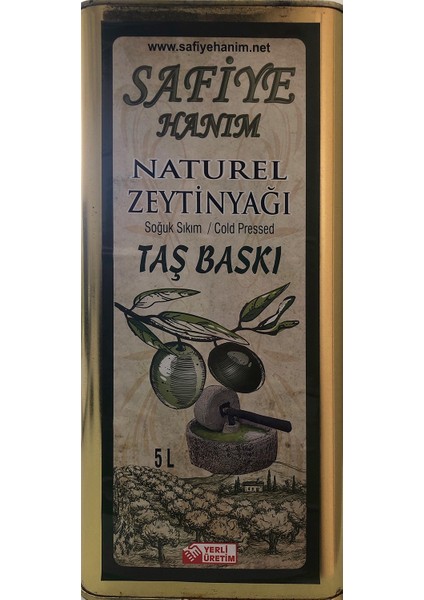 www.safiyehanim.net
SAFİYE
HANIM
NATUREL
ZEYTİNYAĞI
Soğuk Sıkım / Cold Pressed
TAŞ BASKI
5 L
YERLİ
ÜRETİM